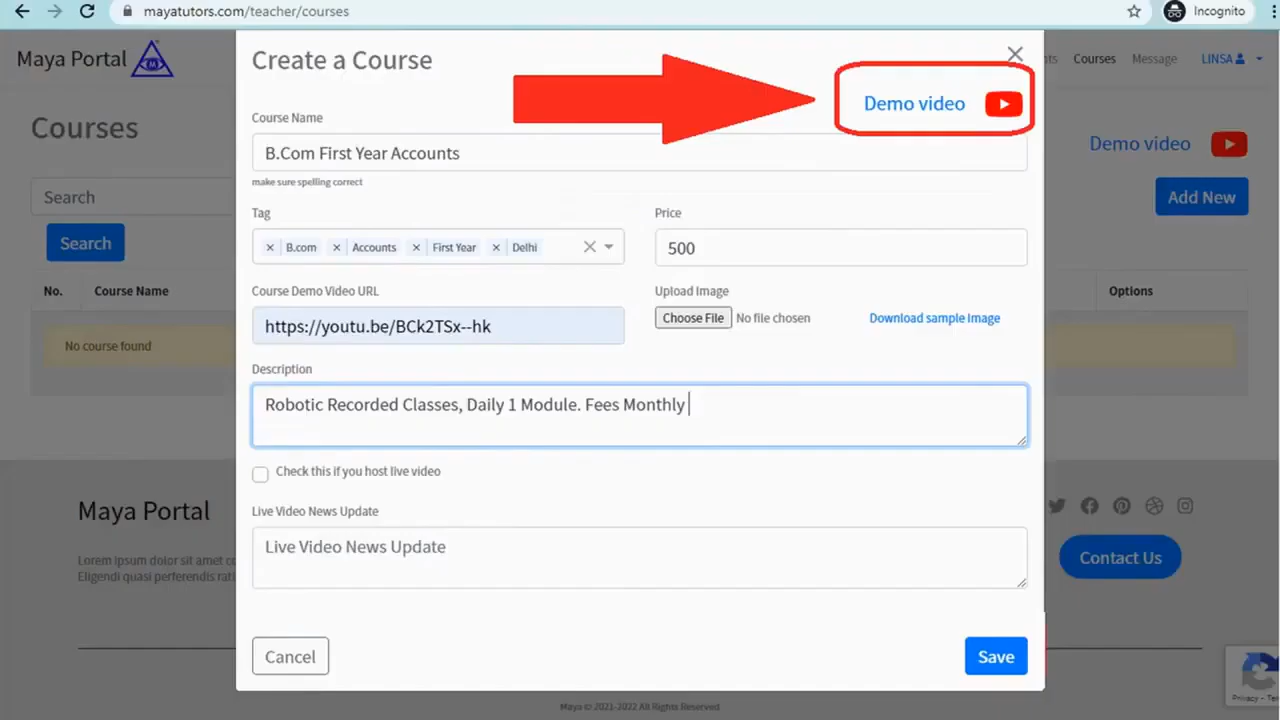 mayatutors.com/teacher/courses
Incognito
Maya Portal
Courses Message LINSA
Create a Course
Demo video
Courses
Course Name
B.Com First Year Accounts
Demo video
make sure spelling correct
Search
Add New
Tag Price
B.com Accounts First Year Delhi
500
Search
No. Course Name
Course Demo Video URL
Upload Image
Options
https://youtu.be/BCk2TSx--hk
Choose File No file chosen
Download sample Image
No course found
Description
Robotic Recorded Classes, Daily 1 Module. Fees Monthly
Check this if you host live video
Maya Portal
Live Video News Update
Live Video News Update
Lorem ipsum dolor sit amet
Eligendi quasi perferendis
Contact Us
Cancel
Save
Maya © 2021-2022 All Rights Reserved